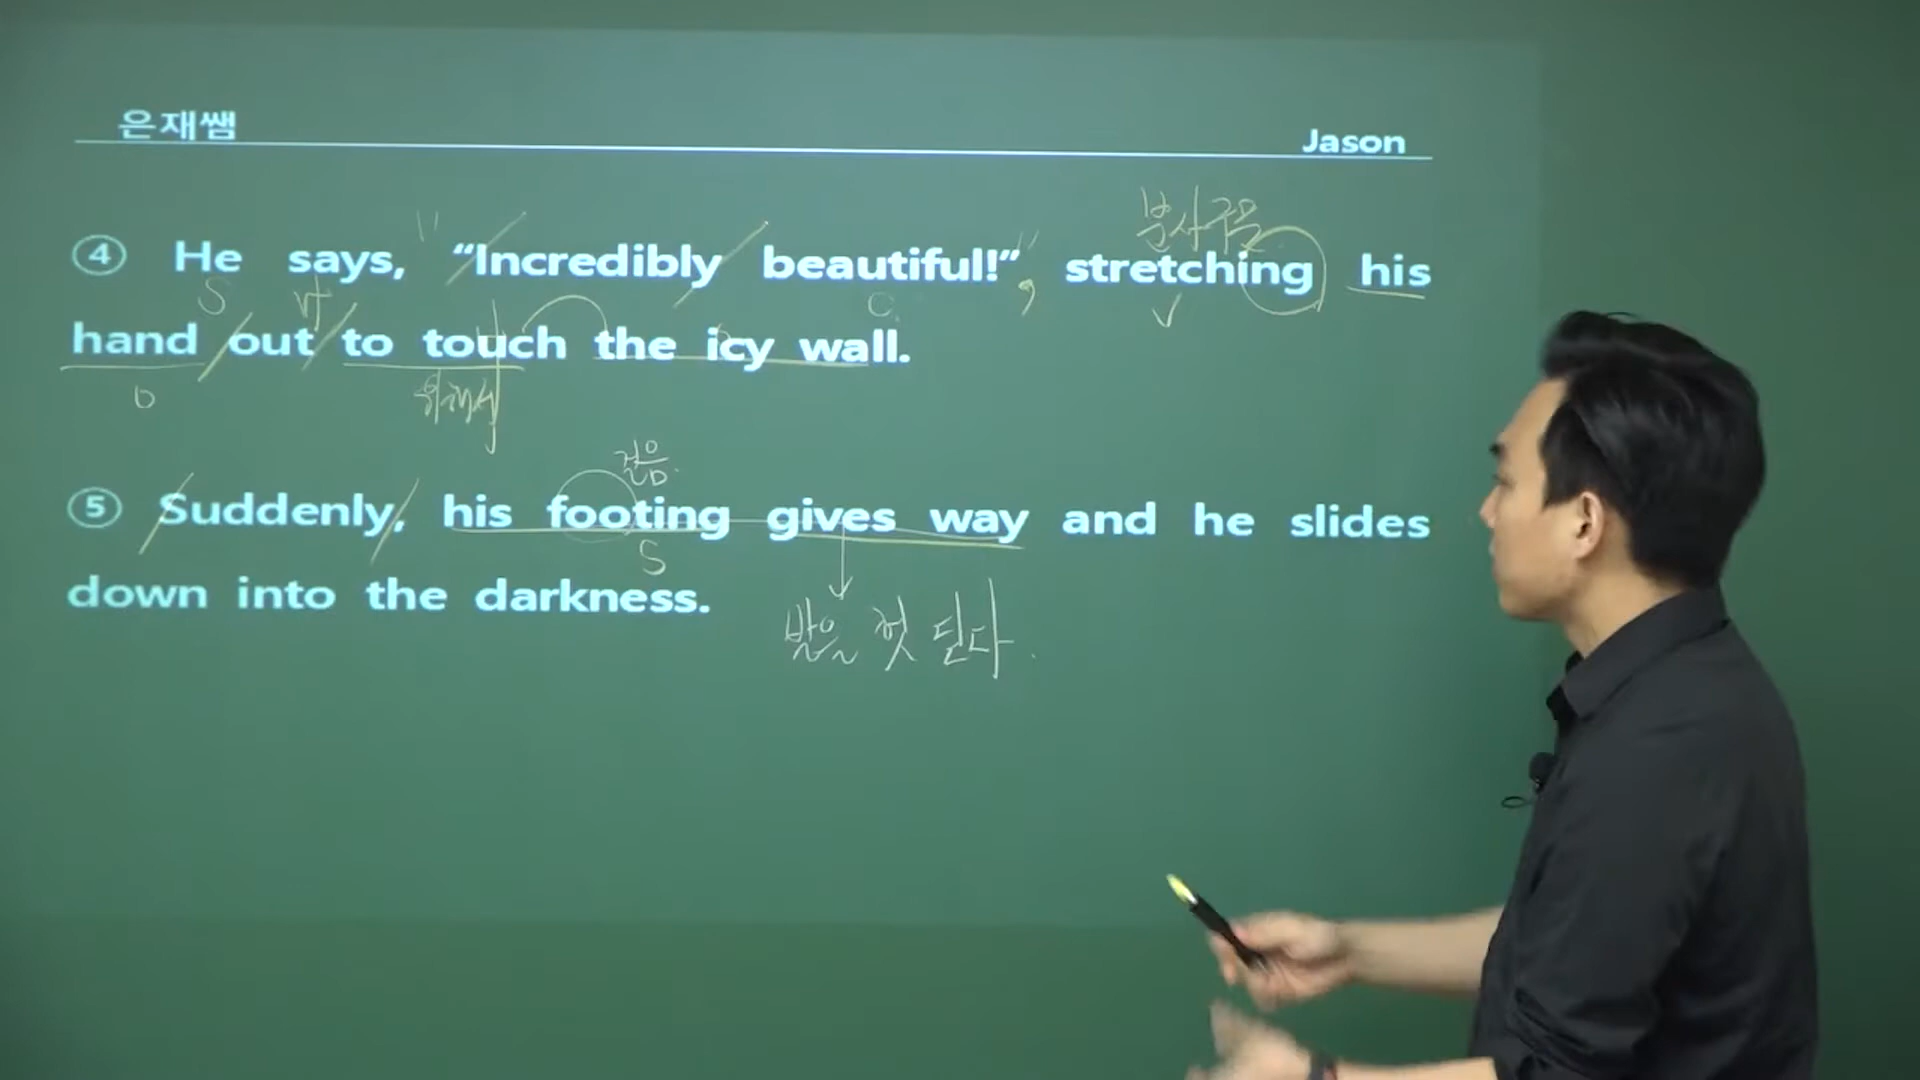 은재쌤 Jason
분사구문
④ He says, “Incredibly beautiful!”, stretching his
S vt O
hand out to touch the icy wall.
O 위해서
걸음
⑤ Suddenly, his footing gives way and he slides
S
down into the darkness.
발을 헛 딛다.